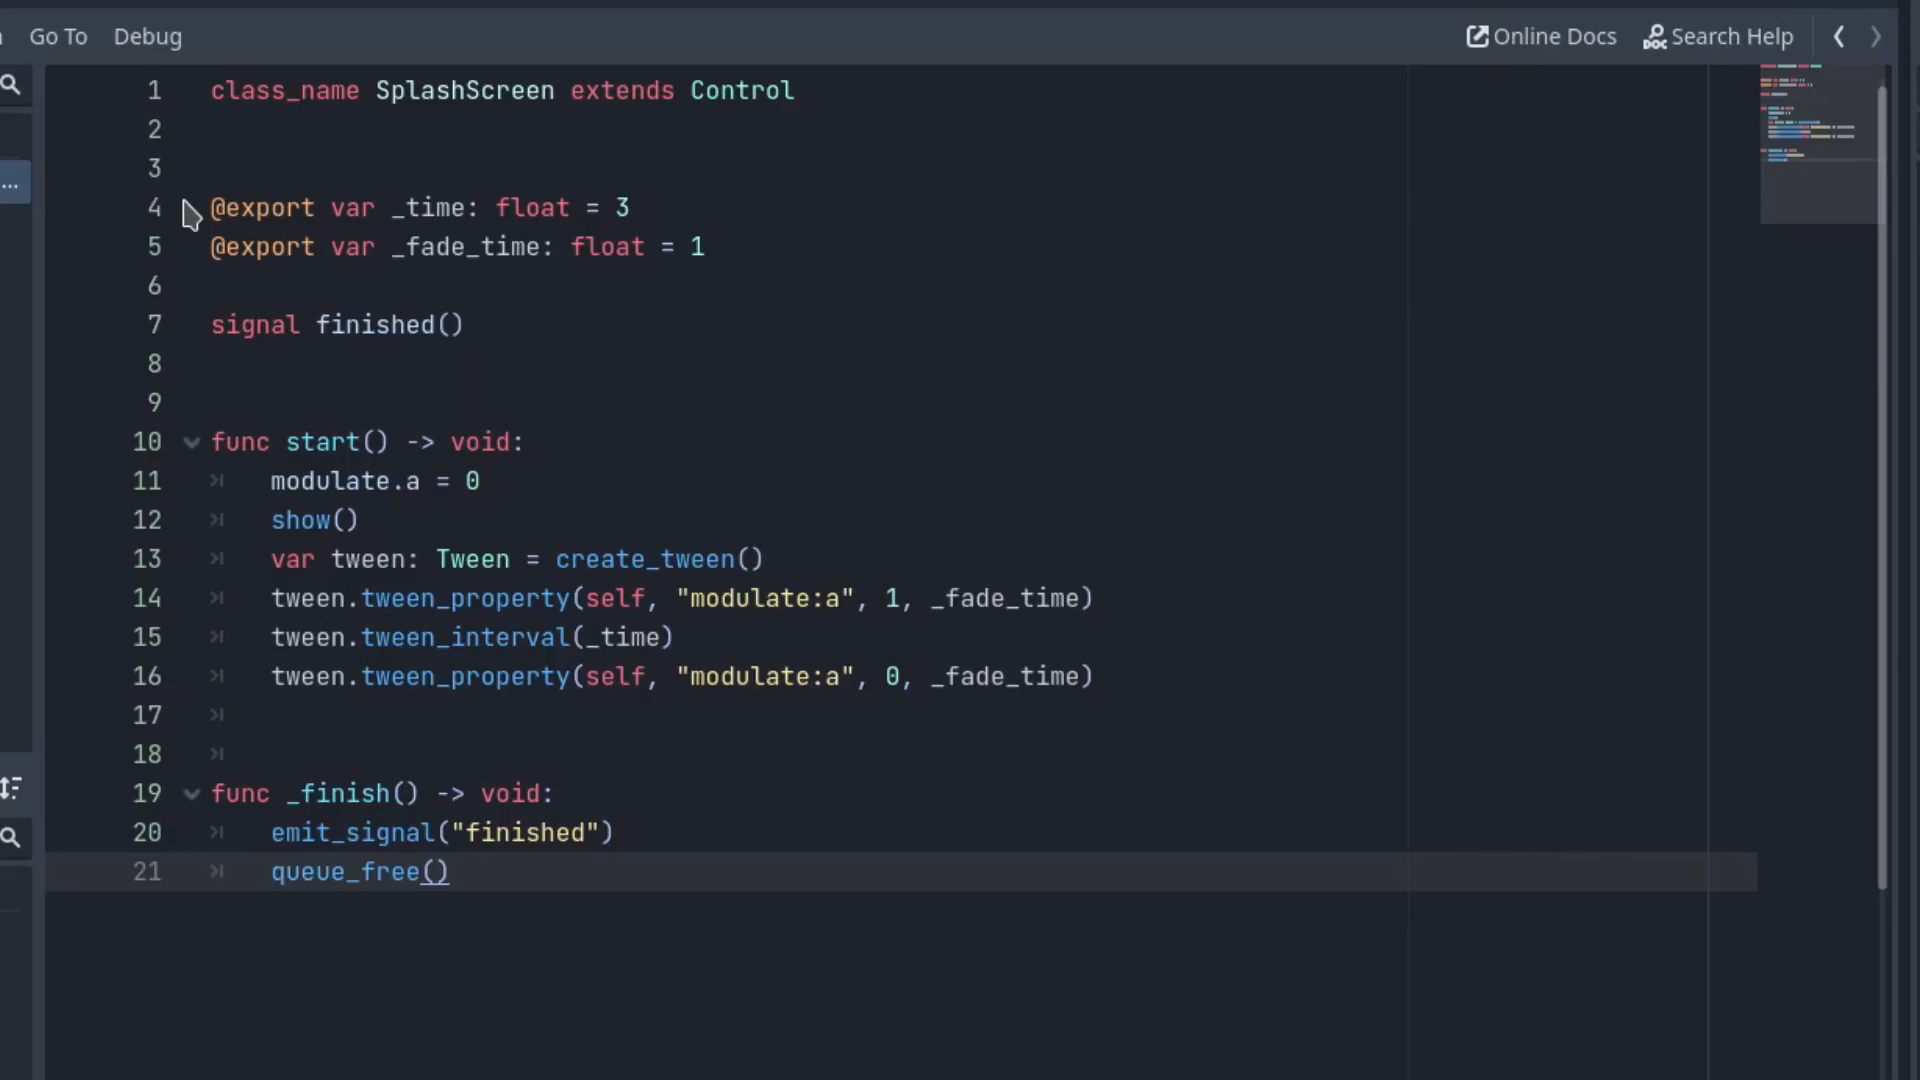 Go To Debug Online Docs Search Help
1 class_name SplashScreen extends Control
2
3
4 @export var _time: float = 3
5 @export var _fade_time: float = 1
6
7 signal finished()
8
9
10 func start() -> void:
11 modulate.a = 0
12 show()
13 var tween: Tween = create_tween()
14 tween.tween_property(self, "modulate:a", 1, _fade_time)
15 tween.tween_interval(_time)
16 tween.tween_property(self, "modulate:a", 0, _fade_time)
17
18
19 func _finish() -> void:
20 emit_signal("finished")
21 queue_free()